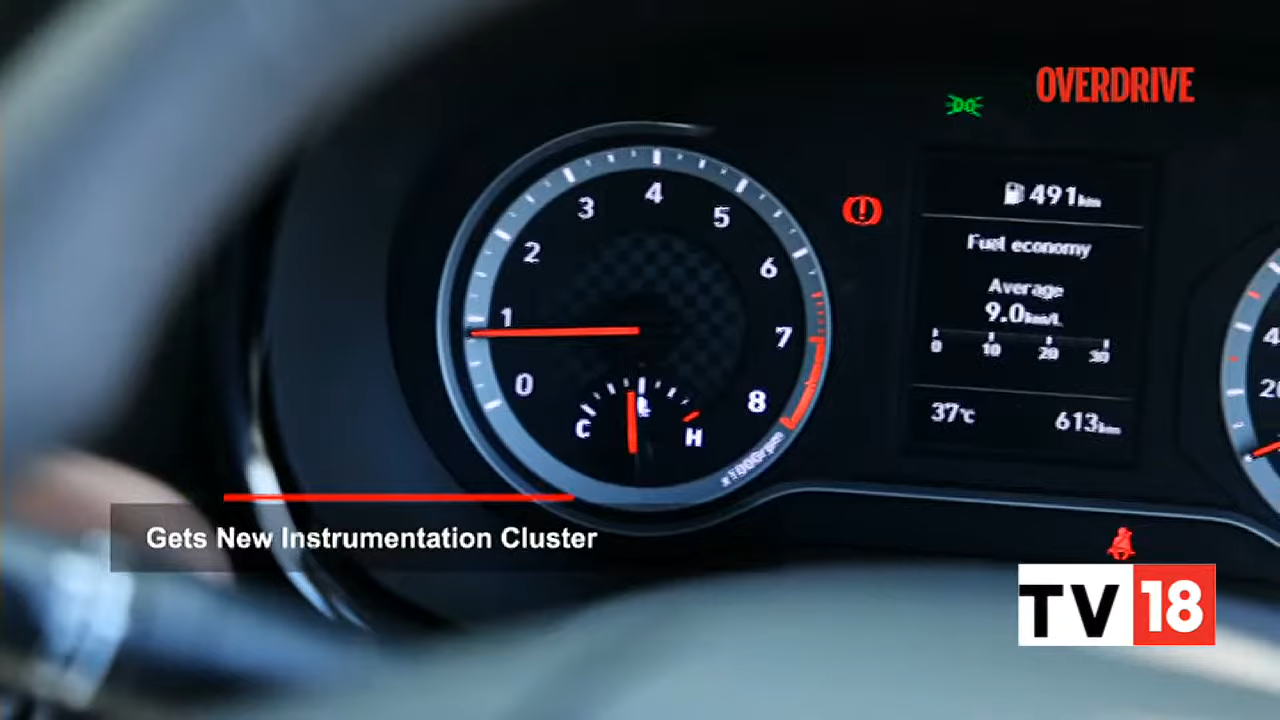 OVERDRIVE
0
1
2
3
4
5
6
7
8
x1000rpm
C
H
491km
Fuel economy
Average
9.0km/L
0 10 20 30
37℃ 613km
Gets New Instrumentation Cluster
TV18